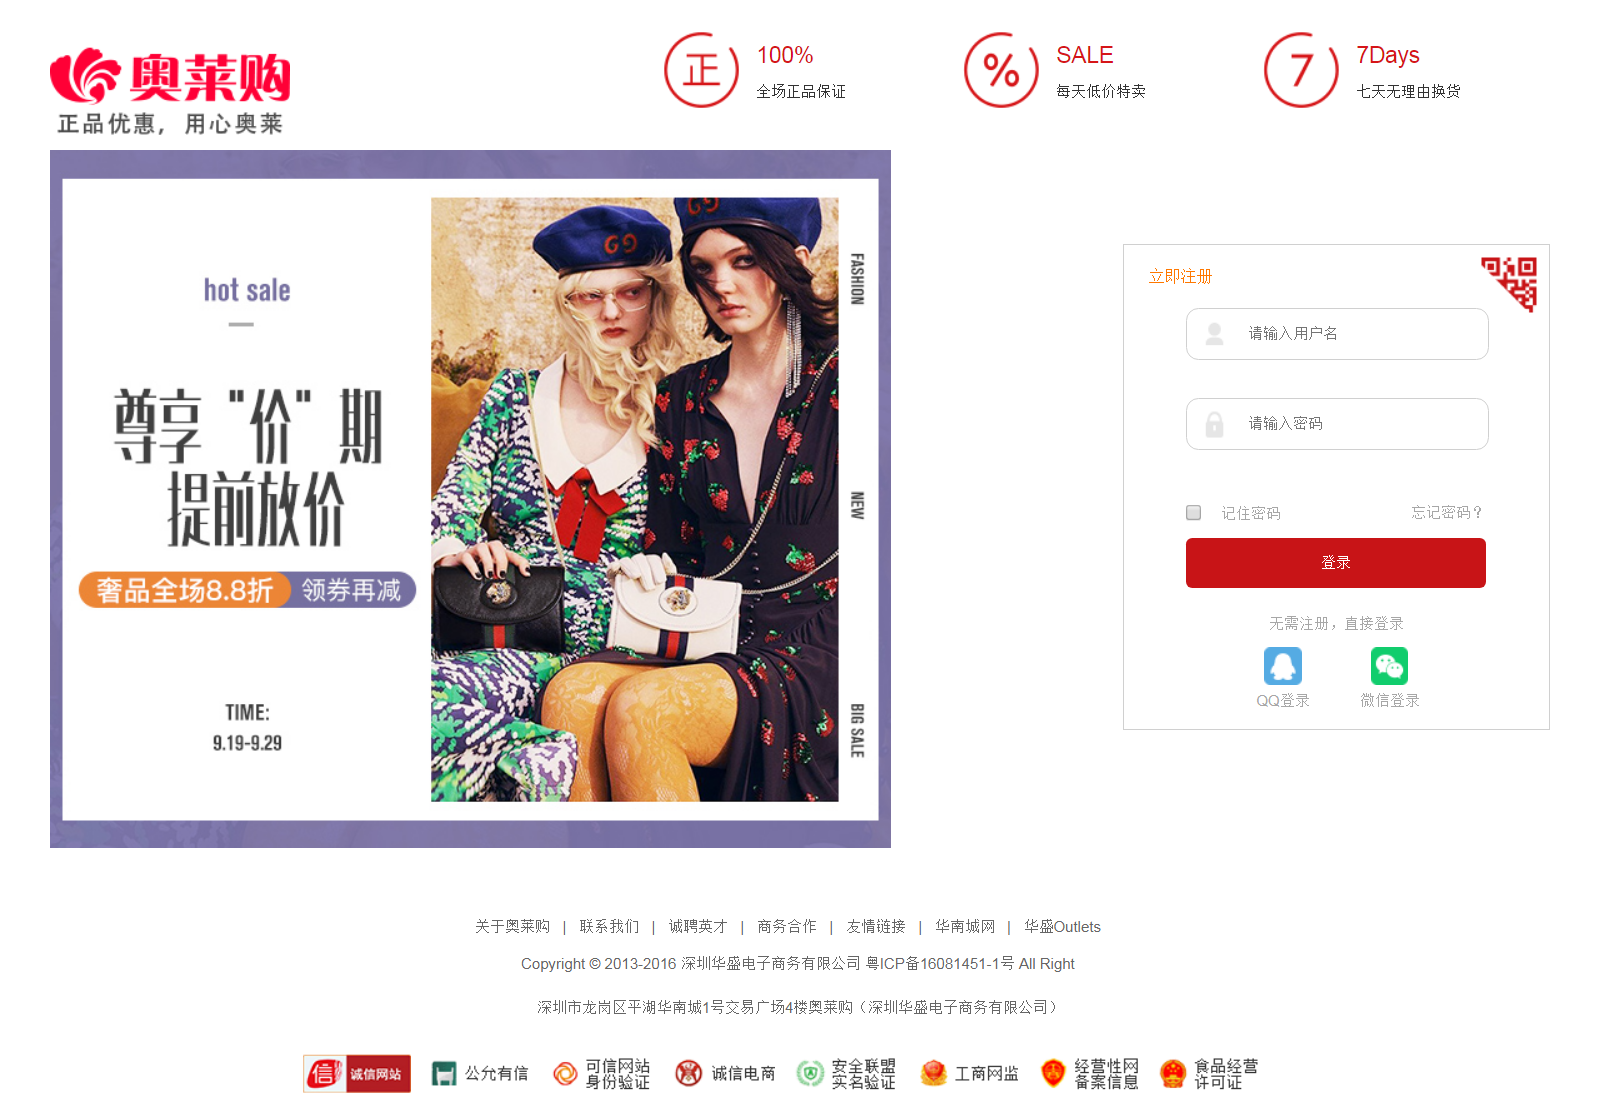 奥莱购
正品优惠，用心奥莱
正
100%
全场正品保证
%
SALE
每天低价特卖
7
7Days
七天无理由换货
hot sale
尊享"价"期
提前放价
奢品全场8.8折 领券再减
TIME:
9.19-9.29
FASHION
NEW
BIG SALE
立即注册
请输入用户名
请输入密码
记住密码 忘记密码？
登录
无需注册，直接登录
QQ登录 微信登录
关于奥莱购 | 联系我们 | 诚聘英才 | 商务合作 | 友情链接 | 华南城网 | 华盛Outlets
Copyright © 2013-2016 深圳华盛电子商务有限公司 粤ICP备16081451-1号 All Right
深圳市龙岗区平湖华南城1号交易广场4楼奥莱购（深圳华盛电子商务有限公司）
信 诚信网站
公允有信
可信网站
身份验证
诚信电商
安全联盟
实名验证
工商网监
经营性网
备案信息
食品经营
许可证